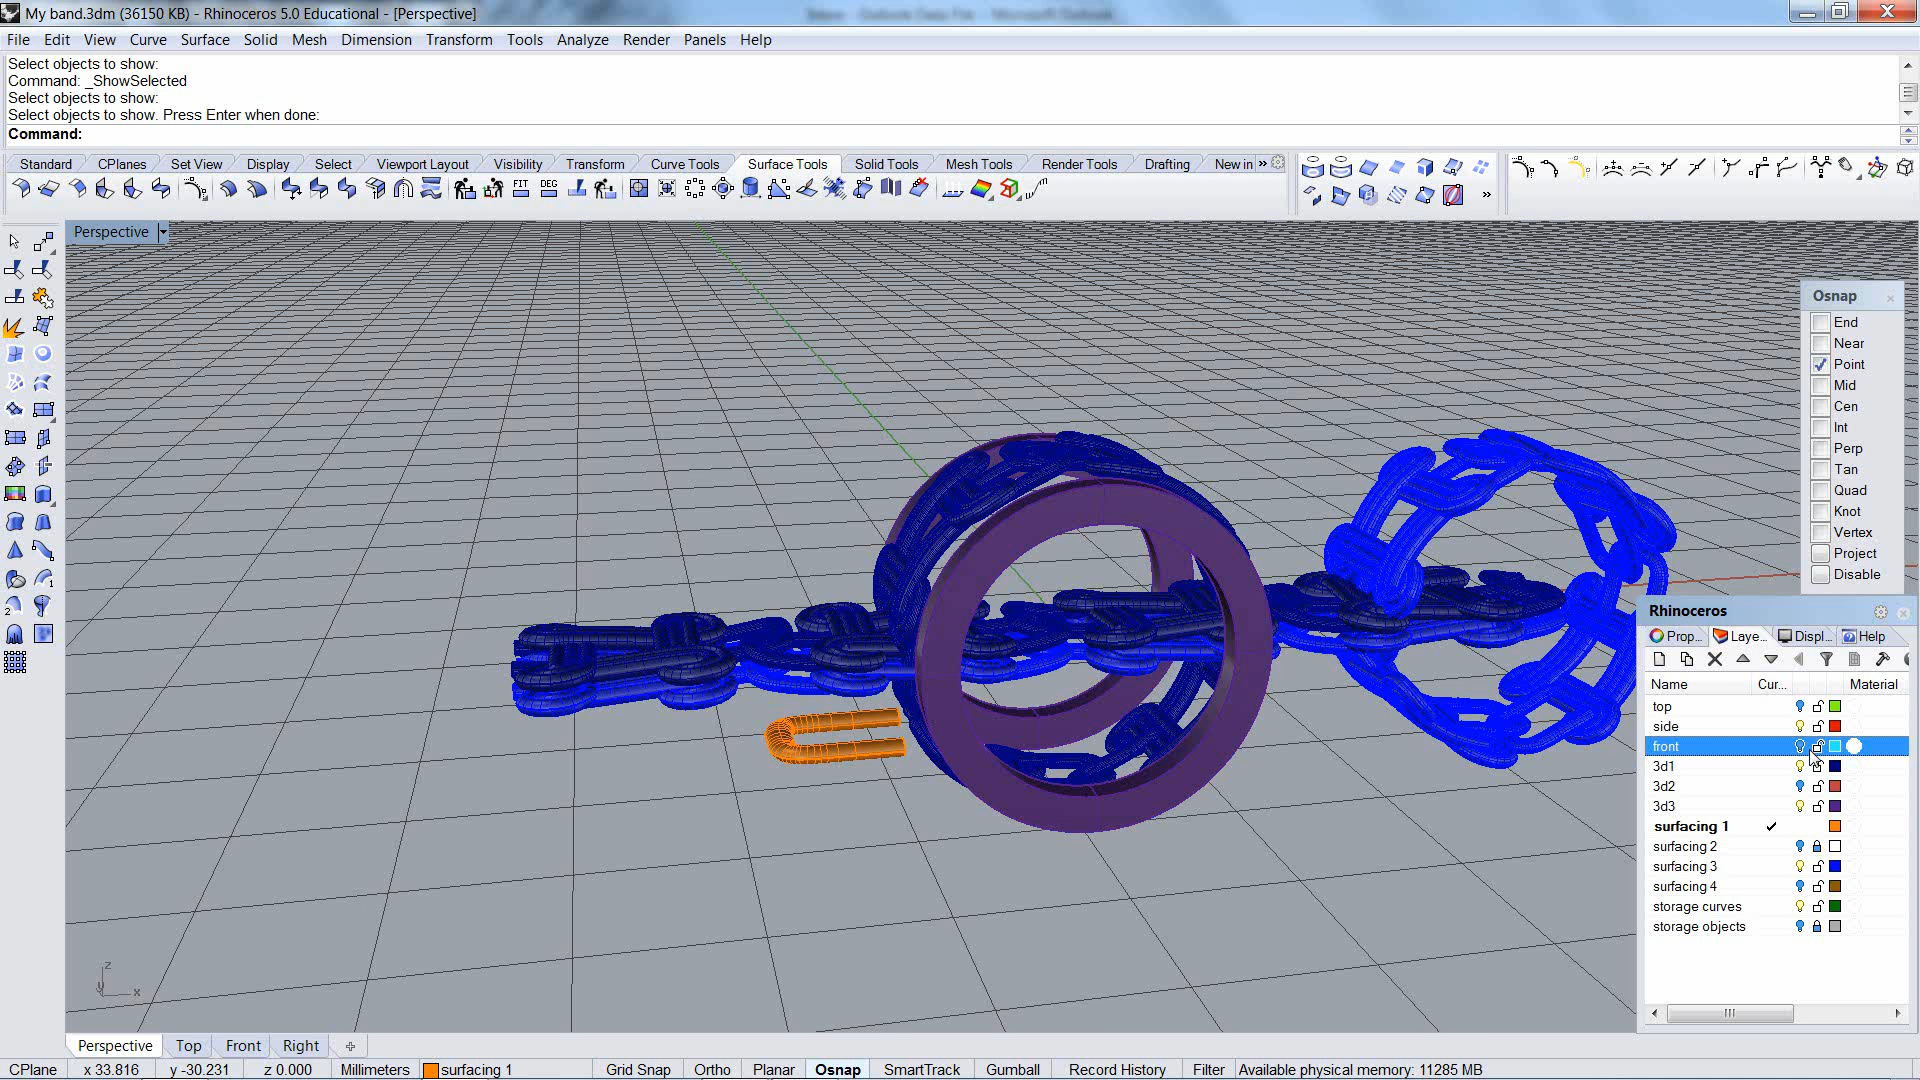 My band.3dm (36150 KB) - Rhinoceros 5.0 Educational - [Perspective]
File Edit View Curve Surface Solid Mesh Dimension Transform Tools Analyze Render Panels Help
Select objects to show:
Command: _ShowSelected
Select objects to show:
Select objects to show. Press Enter when done:
Command:
Standard CPlanes Set View Display Select Viewport Layout Visibility Transform Curve Tools Surface Tools Solid Tools Mesh Tools Render Tools Drafting New in »
FIT DEG
»
Perspective
Osnap
End
Near
Point
Mid
Cen
Int
Perp
Tan
Quad
Knot
Vertex
Project
Disable
Rhinoceros
Prop... Laye... Displ... Help
Name Cur... Material
top
side
front
3d1
3d2
3d3
surfacing 1
surfacing 2
surfacing 3
surfacing 4
storage curves
storage objects
z
y
x
Perspective Top Front Right
CPlane x 33.816 y -30.231 z 0.000 Millimeters surfacing 1 Grid Snap Ortho Planar Osnap SmartTrack Gumball Record History Filter Available physical memory: 11285 MB